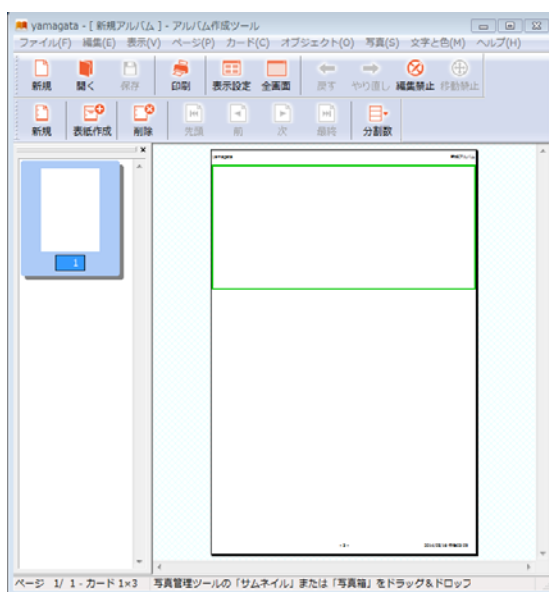 yamagata - [ 新規アルバム ] - アルバム作成ツール
ファイル(F) 編集(E) 表示(V) ページ(P) カード(C) オブジェクト(O) 写真(S) 文字と色(M) ヘルプ(H)
新規 開く 保存 印刷 表示設定 全画面 戻す やり直し 編集禁止 移動禁止
新規 表紙作成 削除 先頭 前 次 最終 分割数
yamagata 新規アルバム
1
ページ 1/ 1 - カード 1×3 写真管理ツールの「サムネイル」または「写真箱」をドラッグ&ドロップ